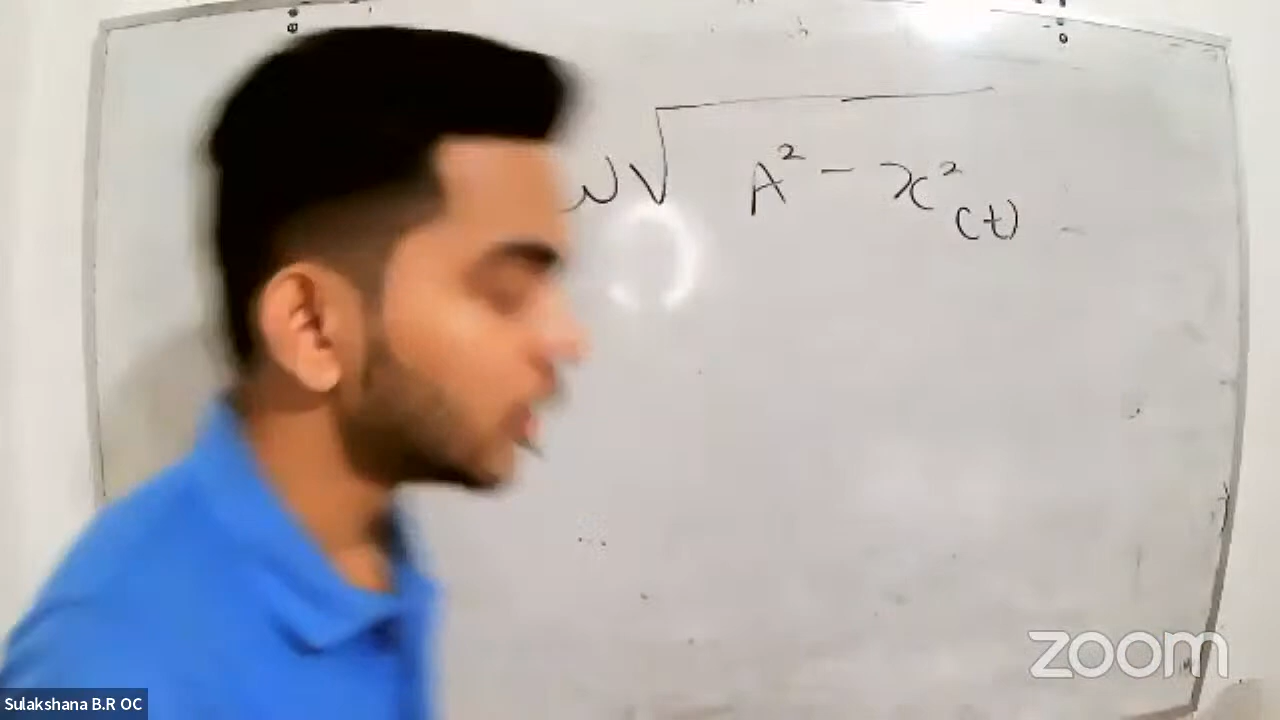 ω√ A² − x²(t)
zoom
Sulakshana B.R OC